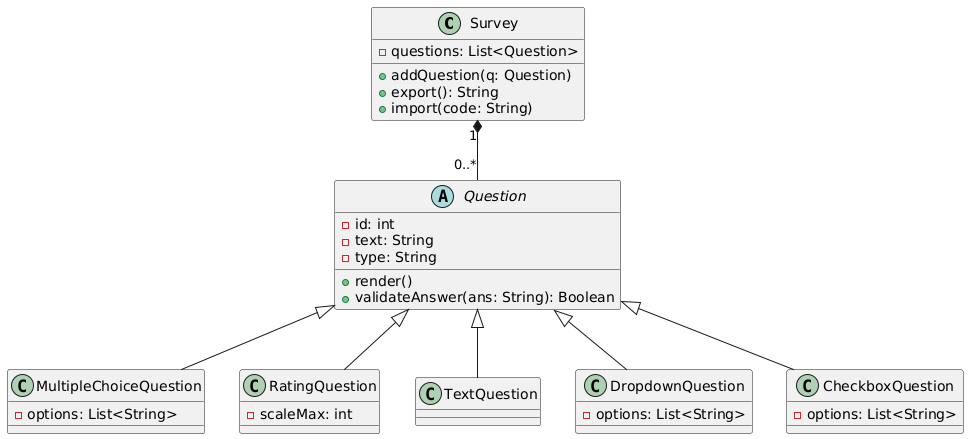 C Survey
questions: List<Question>
addQuestion(q: Question)
export(): String
import(code: String)
1
0..*
A Question
id: int
text: String
type: String
render()
validateAnswer(ans: String): Boolean
C MultipleChoiceQuestion
options: List<String>
C RatingQuestion
scaleMax: int
C TextQuestion
C DropdownQuestion
options: List<String>
C CheckboxQuestion
options: List<String>